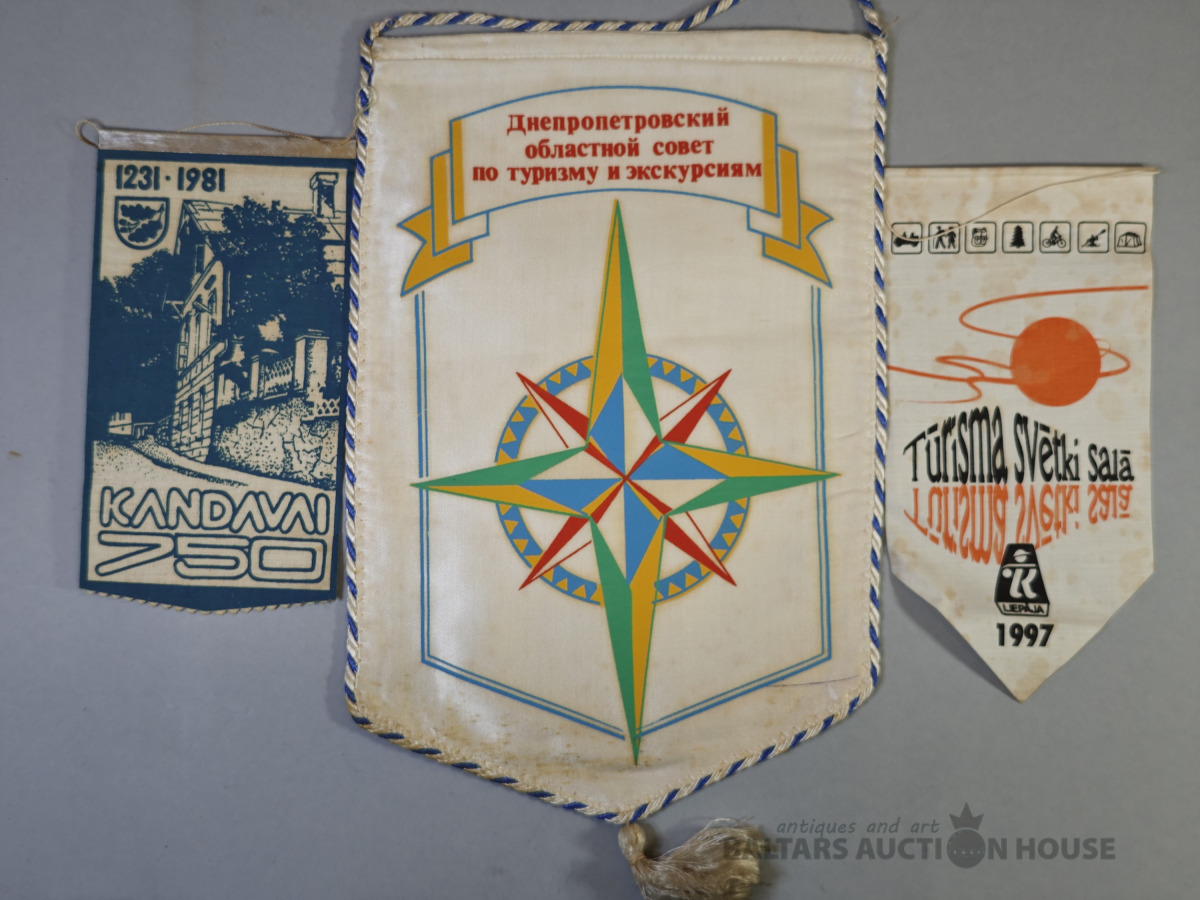 1231 · 1981
KANDAVAI
750
Днепропетровский
областной совет
по туризму и экскурсиям
Tūrisma svētki salā
Tūrisma svētki salā
LIEPĀJA
1997
antiques and art
BALTARS AUCTION HOUSE